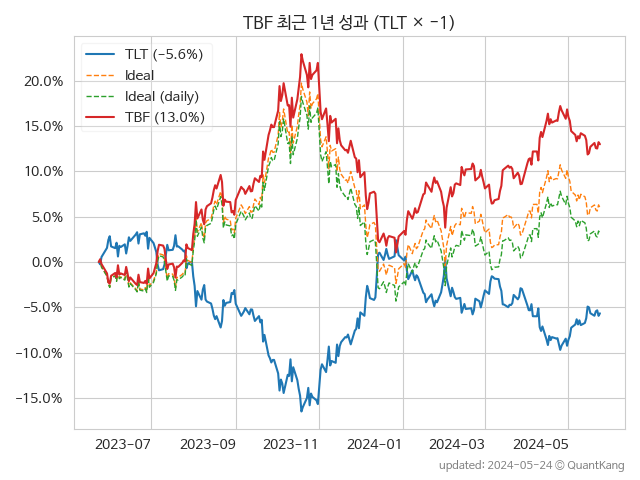 TBF 최근 1년 성과 (TLT × −1)
TLT (−5.6%)
Ideal
Ideal (daily)
TBF (13.0%)
20.0%
15.0%
10.0%
5.0%
0.0%
−5.0%
−10.0%
−15.0%
2023-07 2023-09 2023-11 2024-01 2024-03 2024-05
updated: 2024-05-24 © QuantKang